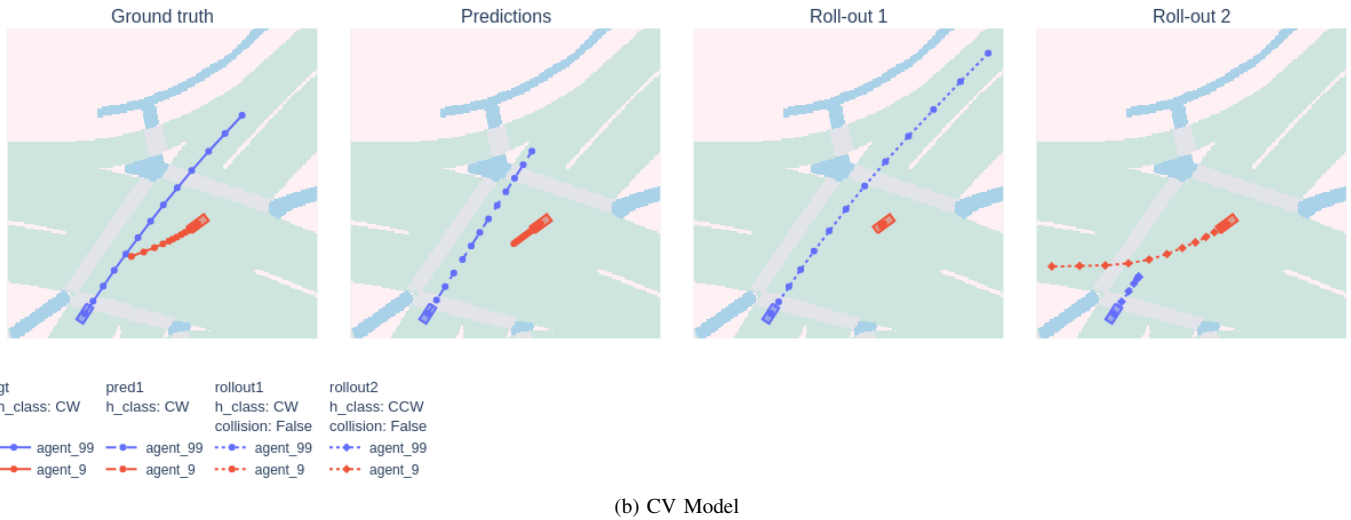 Ground truth
Predictions
Roll-out 1
Roll-out 2
gt
h_class: CW
agent_99
agent_9
pred1
h_class: CW
agent_99
agent_9
rollout1
h_class: CW
collision: False
agent_99
agent_9
rollout2
h_class: CCW
collision: False
agent_99
agent_9
(b) CV Model